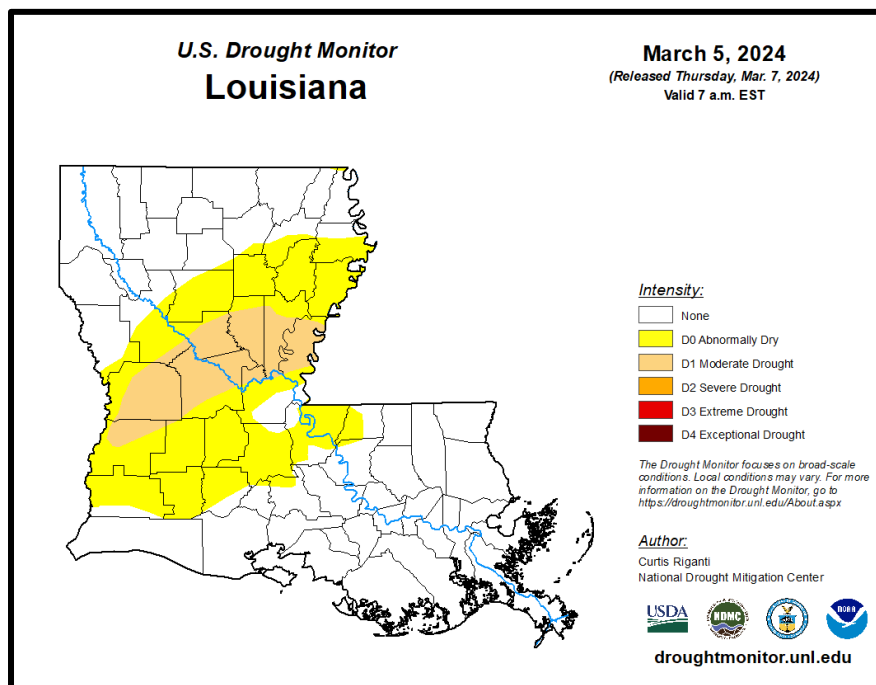 U.S. Drought Monitor
Louisiana
March 5, 2024
(Released Thursday, Mar. 7, 2024)
Valid 7 a.m. EST
Intensity:
None
D0 Abnormally Dry
D1 Moderate Drought
D2 Severe Drought
D3 Extreme Drought
D4 Exceptional Drought
The Drought Monitor focuses on broad-scale
conditions. Local conditions may vary. For more
information on the Drought Monitor, go to
https://droughtmonitor.unl.edu/About.aspx
Author:
Curtis Riganti
National Drought Mitigation Center
USDA
NDMC
NOAA
droughtmonitor.unl.edu